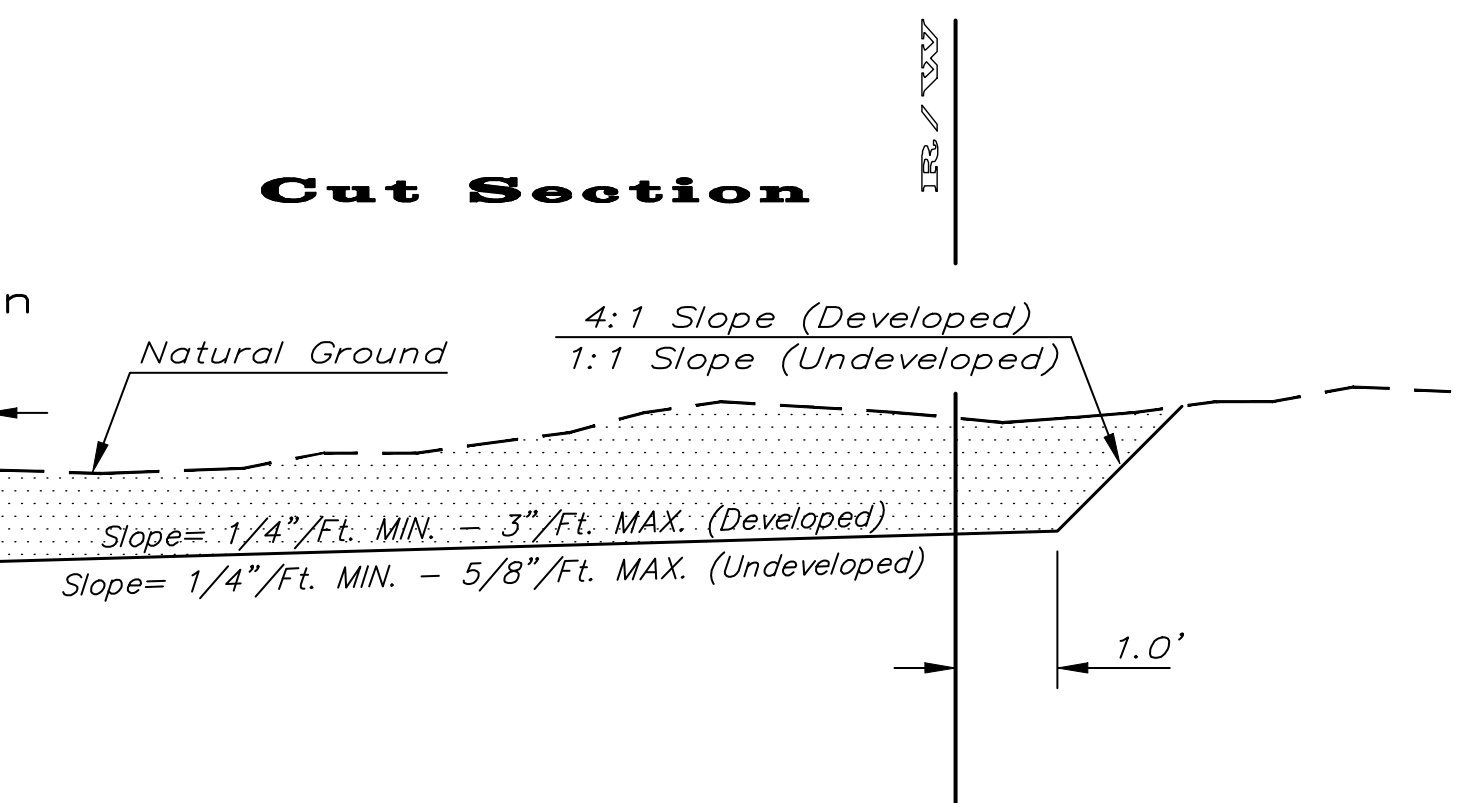 R/W
Cut Section
n
4:1 Slope (Developed)
Natural Ground
1:1 Slope (Undeveloped)
Slope= 1/4"/Ft. MIN. - 3"/Ft. MAX. (Developed)
Slope= 1/4"/Ft. MIN. - 5/8"/Ft. MAX. (Undeveloped)
1.0'